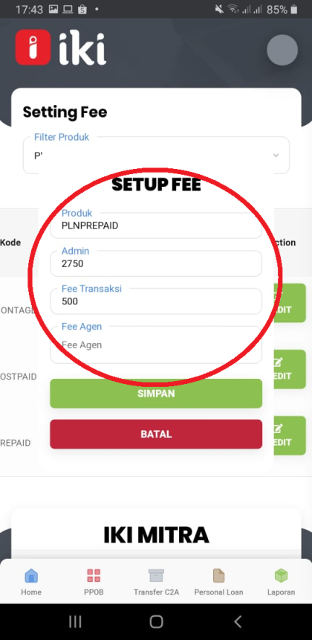 17:43
85%
iki
Setting Fee
Filter Produk
P'
SETUP FEE
Produk
PLNPREPAID
Kode
ction
Admin
2750
Fee Transaksi
500
ONTAG
DIT
Fee Agen
Fee Agen
OSTPAID
EDIT
SIMPAN
REPAID
EDIT
BATAL
IKI MITRA
Home
PPOB
Transfer C2A
Personal Loan
Laporan